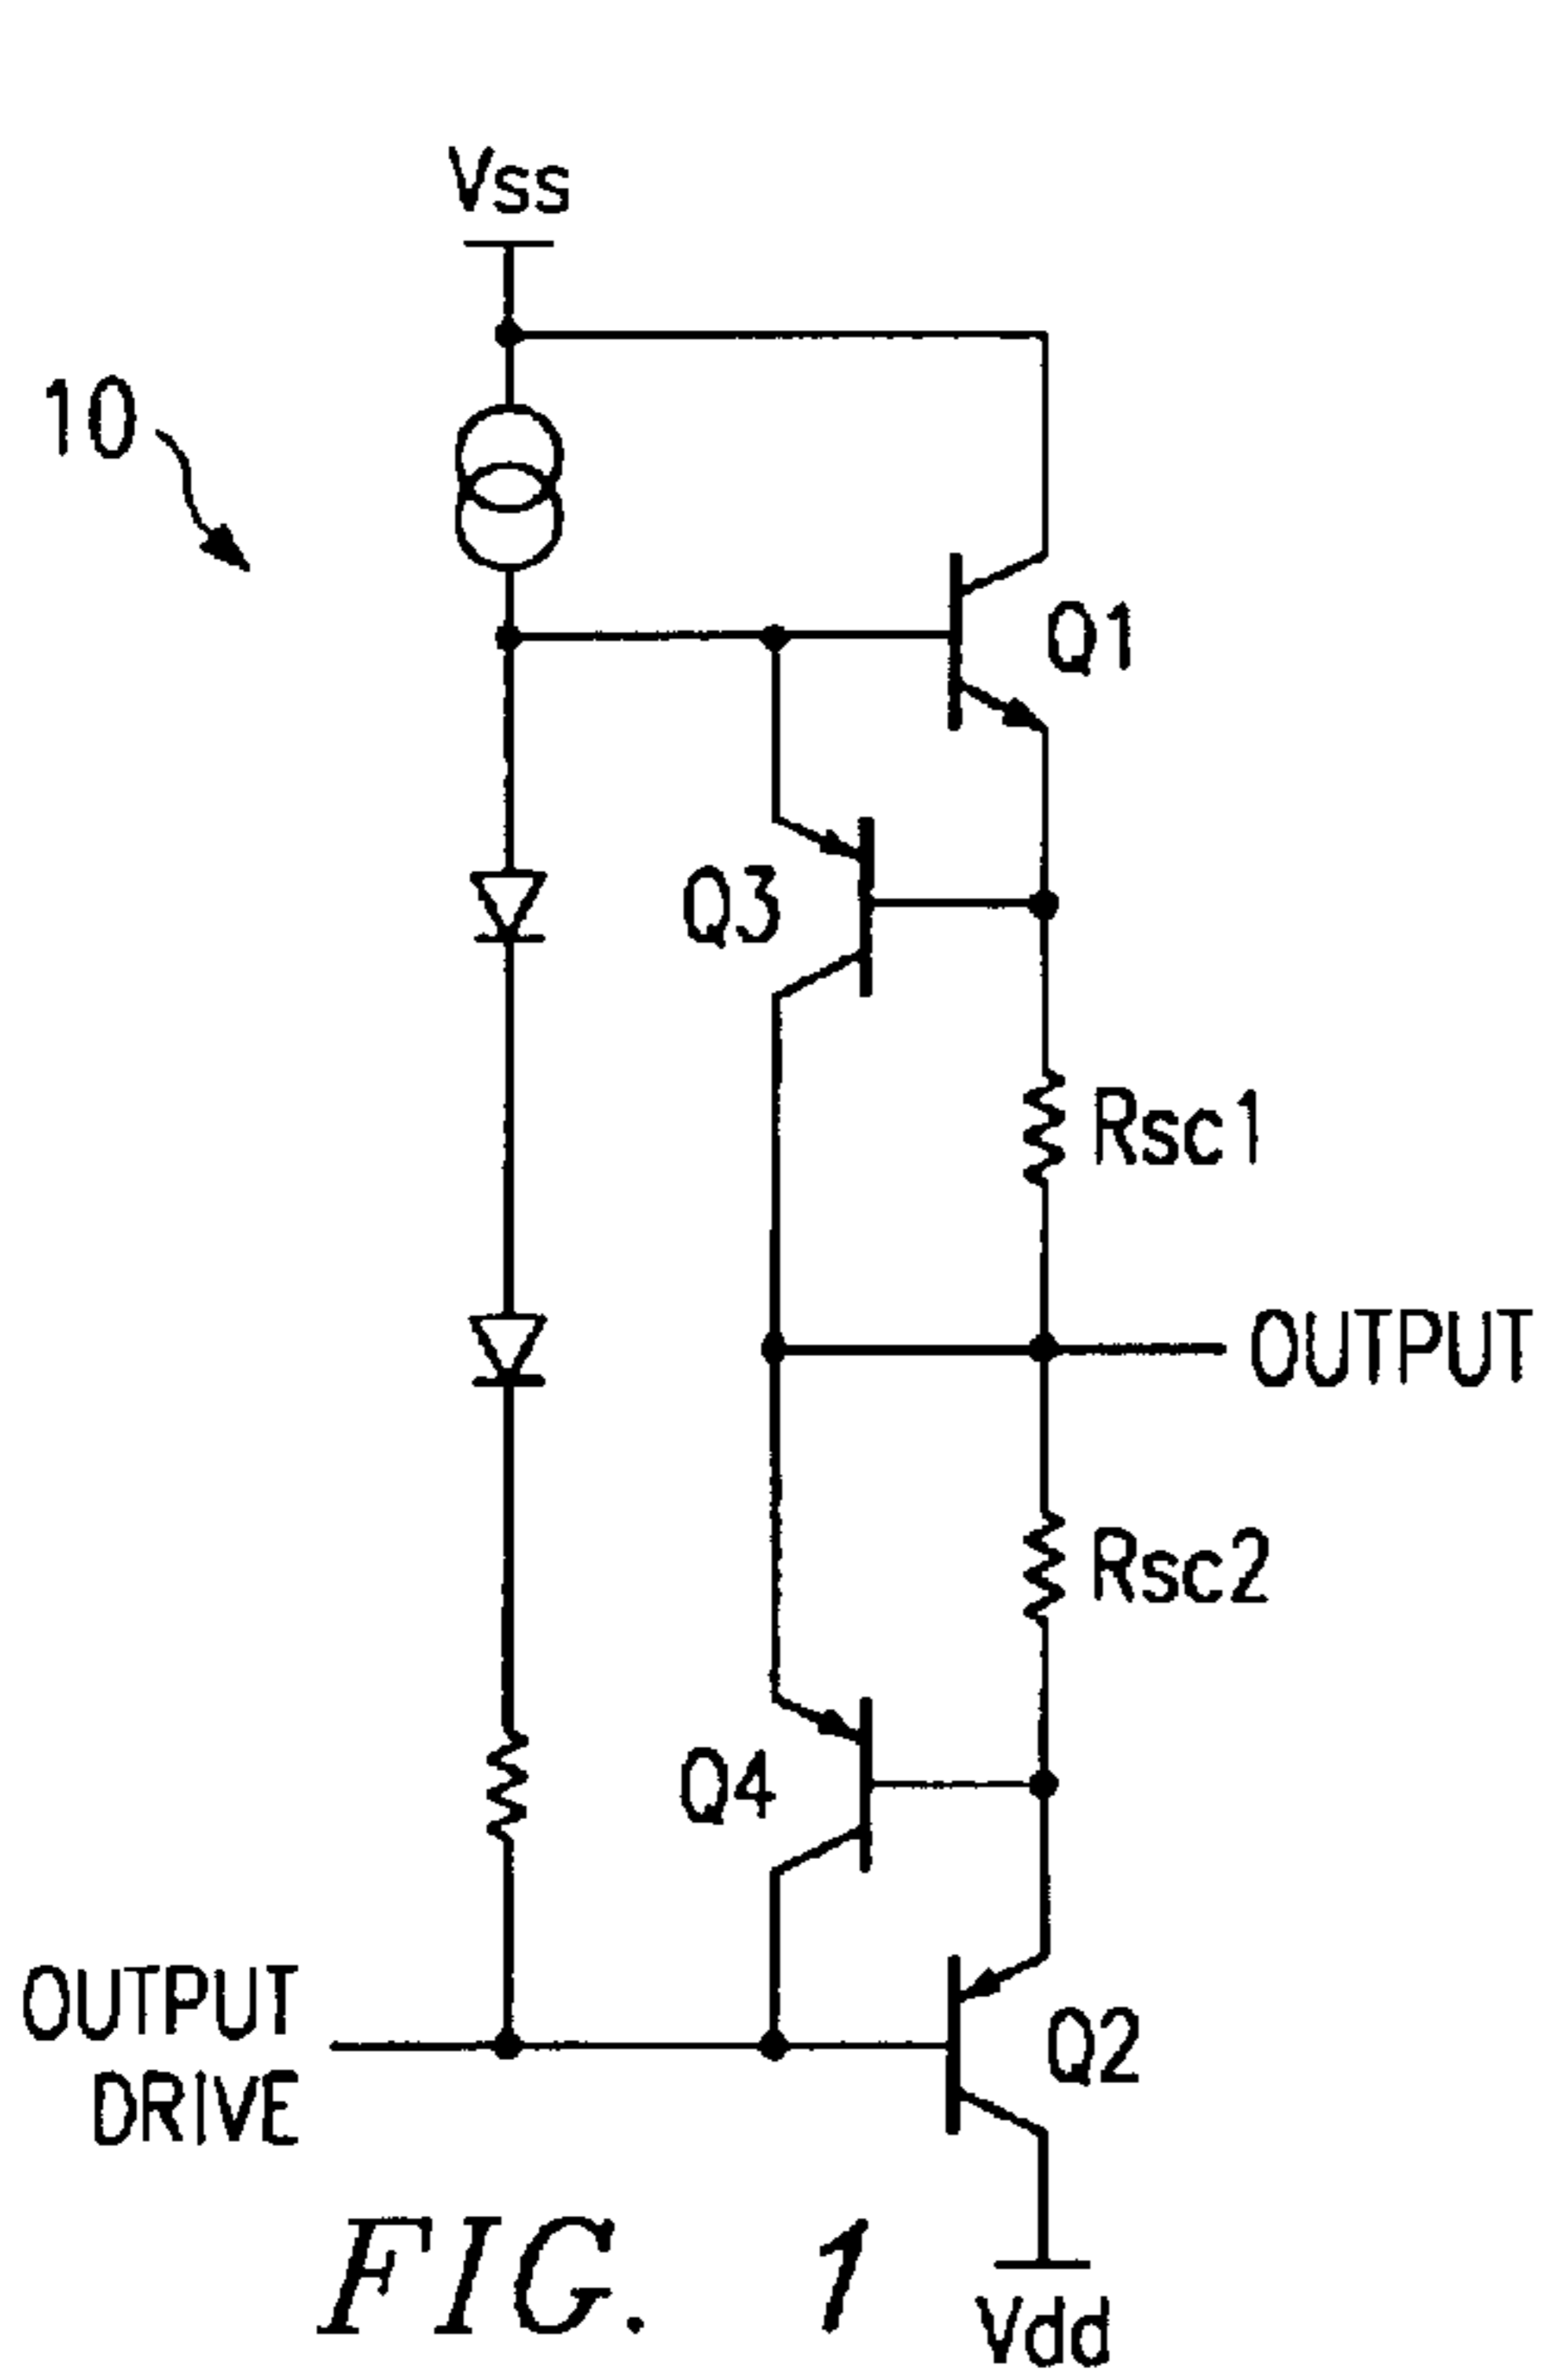 Vss
10
Q1
Q3
Rsc1
OUTPUT
Rsc2
Q4
OUTPUT
DRIVE
Q2
Vdd
FIG. 1